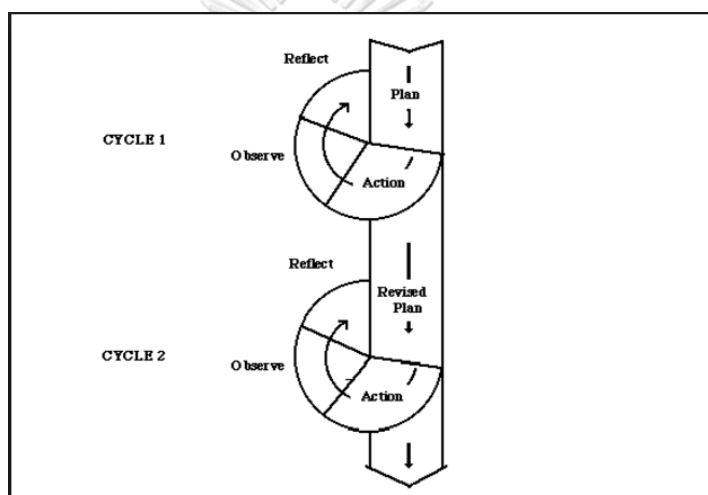 Reflect
Plan
CYCLE 1
Observe
Action
Reflect
Revised
Plan
CYCLE 2
Observe
Action